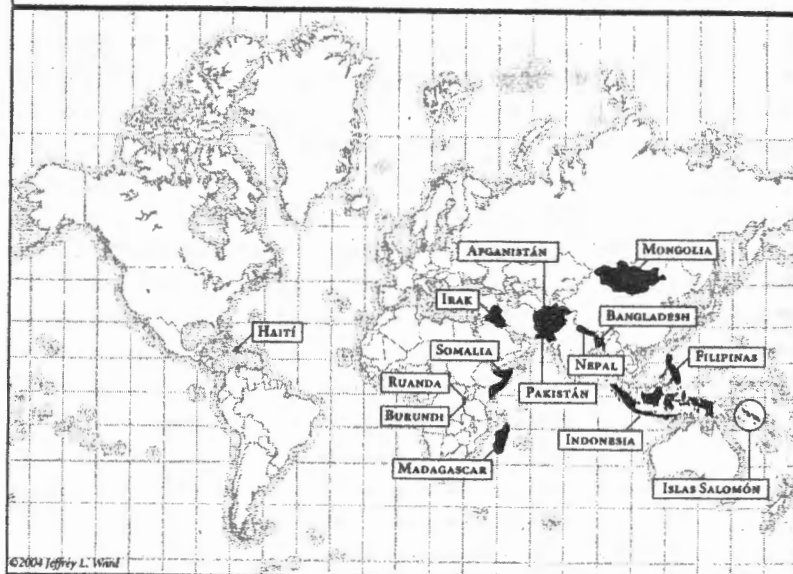 AFGANISTÁN
MONGOLIA
IRAK
BANGLADESH
HAITÍ
SOMALIA
NEPAL
FILIPINAS
RUANDA
PAKISTÁN
BURUNDI
INDONESIA
MADAGASCAR
ISLAS SALOMÓN
©2004 Jeffrey L. Ward